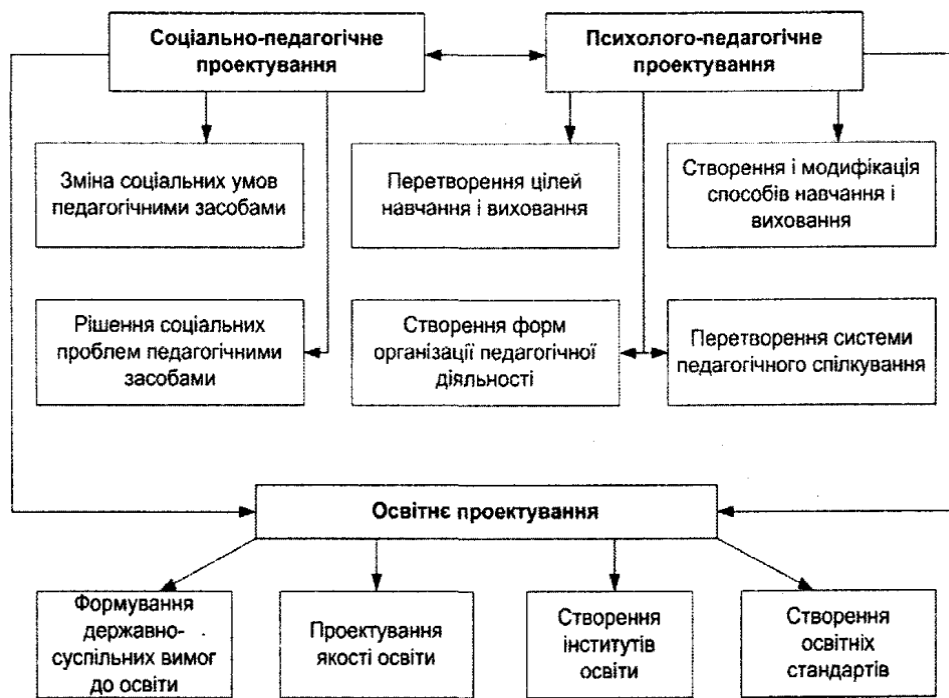 Соціально-педагогічне
проектування
Психолого-педагогічне
проектування
Зміна соціальних умов
педагогічними засобами
Перетворення цілей
навчання і виховання
Створення і модифікація
способів навчання і
виховання
Рішення соціальних
проблем педагогічними
засобами
Створення форм
організації педагогічної
діяльності
Перетворення системи
педагогічного спілкування
Освітнє проектування
Формування
державно-
суспільних вимог
до освіти
Проектування
якості освіти
Створення
інститутів
освіти
Створення
освітніх
стандартів